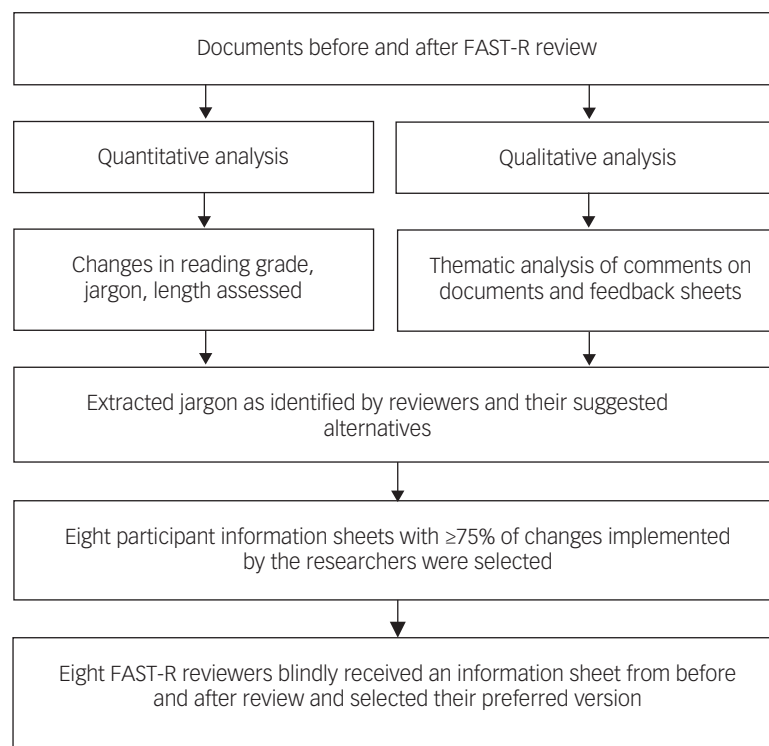 Documents before and after FAST-R review
Quantitative analysis
Qualitative analysis
Changes in reading grade,
jargon, length assessed
Thematic analysis of comments on
documents and feedback sheets
Extracted jargon as identified by reviewers and their suggested
alternatives
Eight participant information sheets with ≥75% of changes implemented
by the researchers were selected
Eight FAST-R reviewers blindly received an information sheet from before
and after review and selected their preferred version